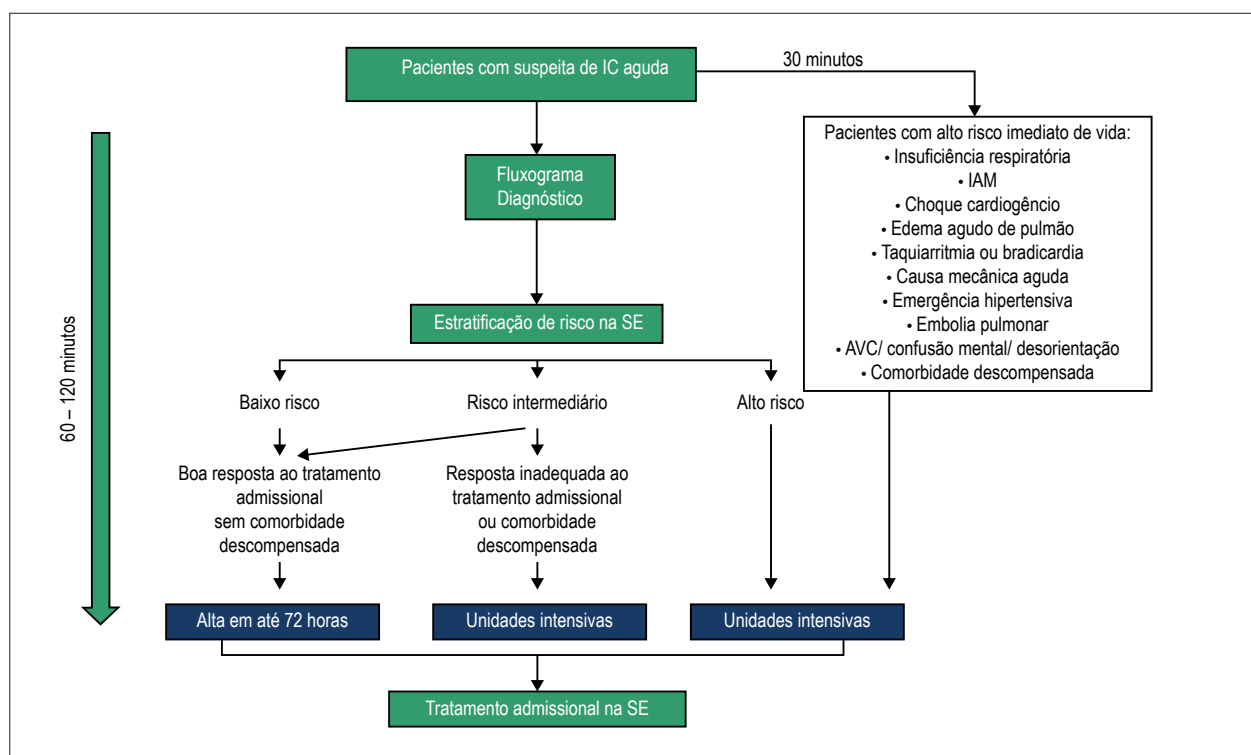 Pacientes com suspeita de IC aguda
30 minutos
Pacientes com alto risco imediato de vida:
• Insuficiência respiratória
• IAM
• Choque cardiogêncio
• Edema agudo de pulmão
• Taquiarritmia ou bradicardia
• Causa mecânica aguda
• Emergência hipertensiva
• Embolia pulmonar
• AVC/ confusão mental/ desorientação
• Comorbidade descompensada
Fluxograma
Diagnóstico
Estratificação de risco na SE
60 – 120 minutos
Baixo risco
Risco intermediário
Alto risco
Boa resposta ao tratamento
admissional
sem comorbidade
descompensada
Resposta inadequada ao
tratamento admissional
ou comorbidade
descompensada
Alta em até 72 horas
Unidades intensivas
Unidades intensivas
Tratamento admissional na SE